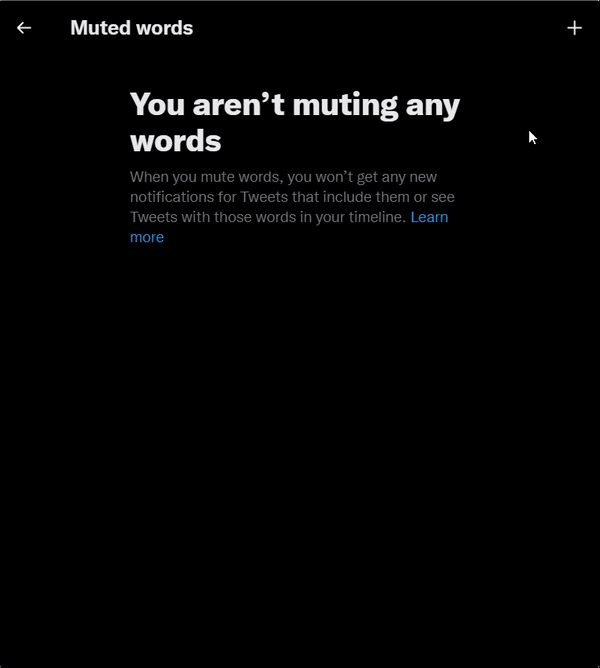 Muted words
You aren’t muting any
words
When you mute words, you won’t get any new
notifications for Tweets that include them or see
Tweets with those words in your timeline. Learn
more